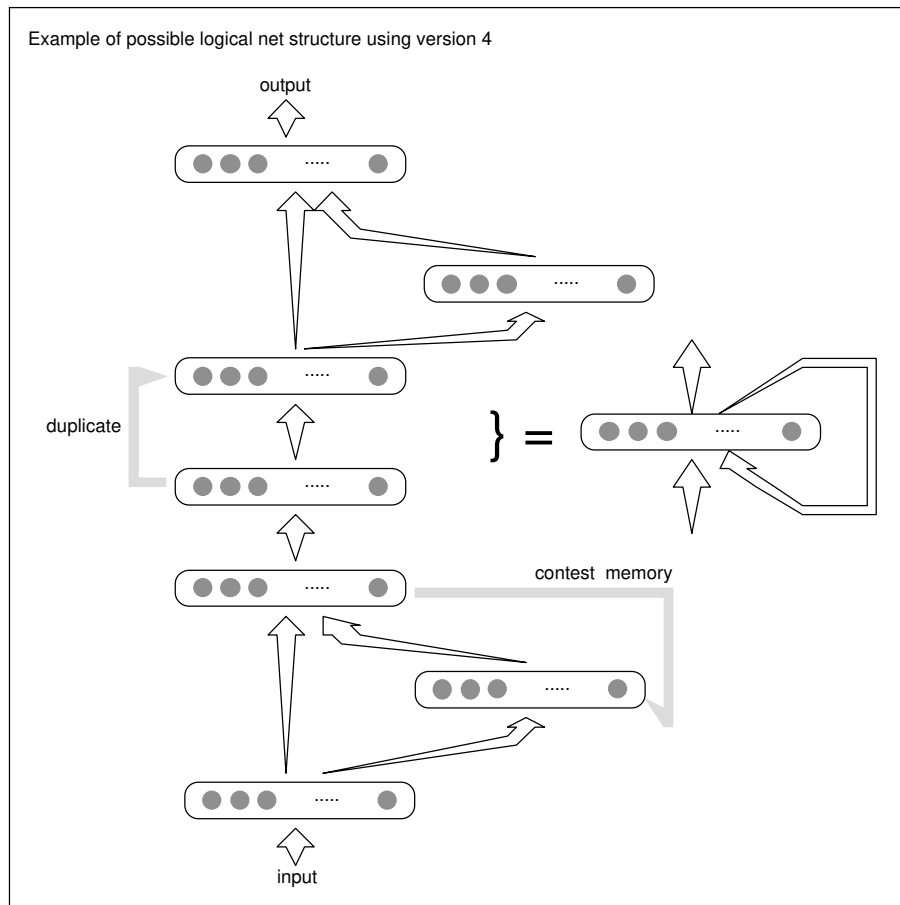 Example of possible logical net structure using version 4
output
.....
.....
.....
duplicate
} =
.....
.....
.....
contest memory
.....
.....
input